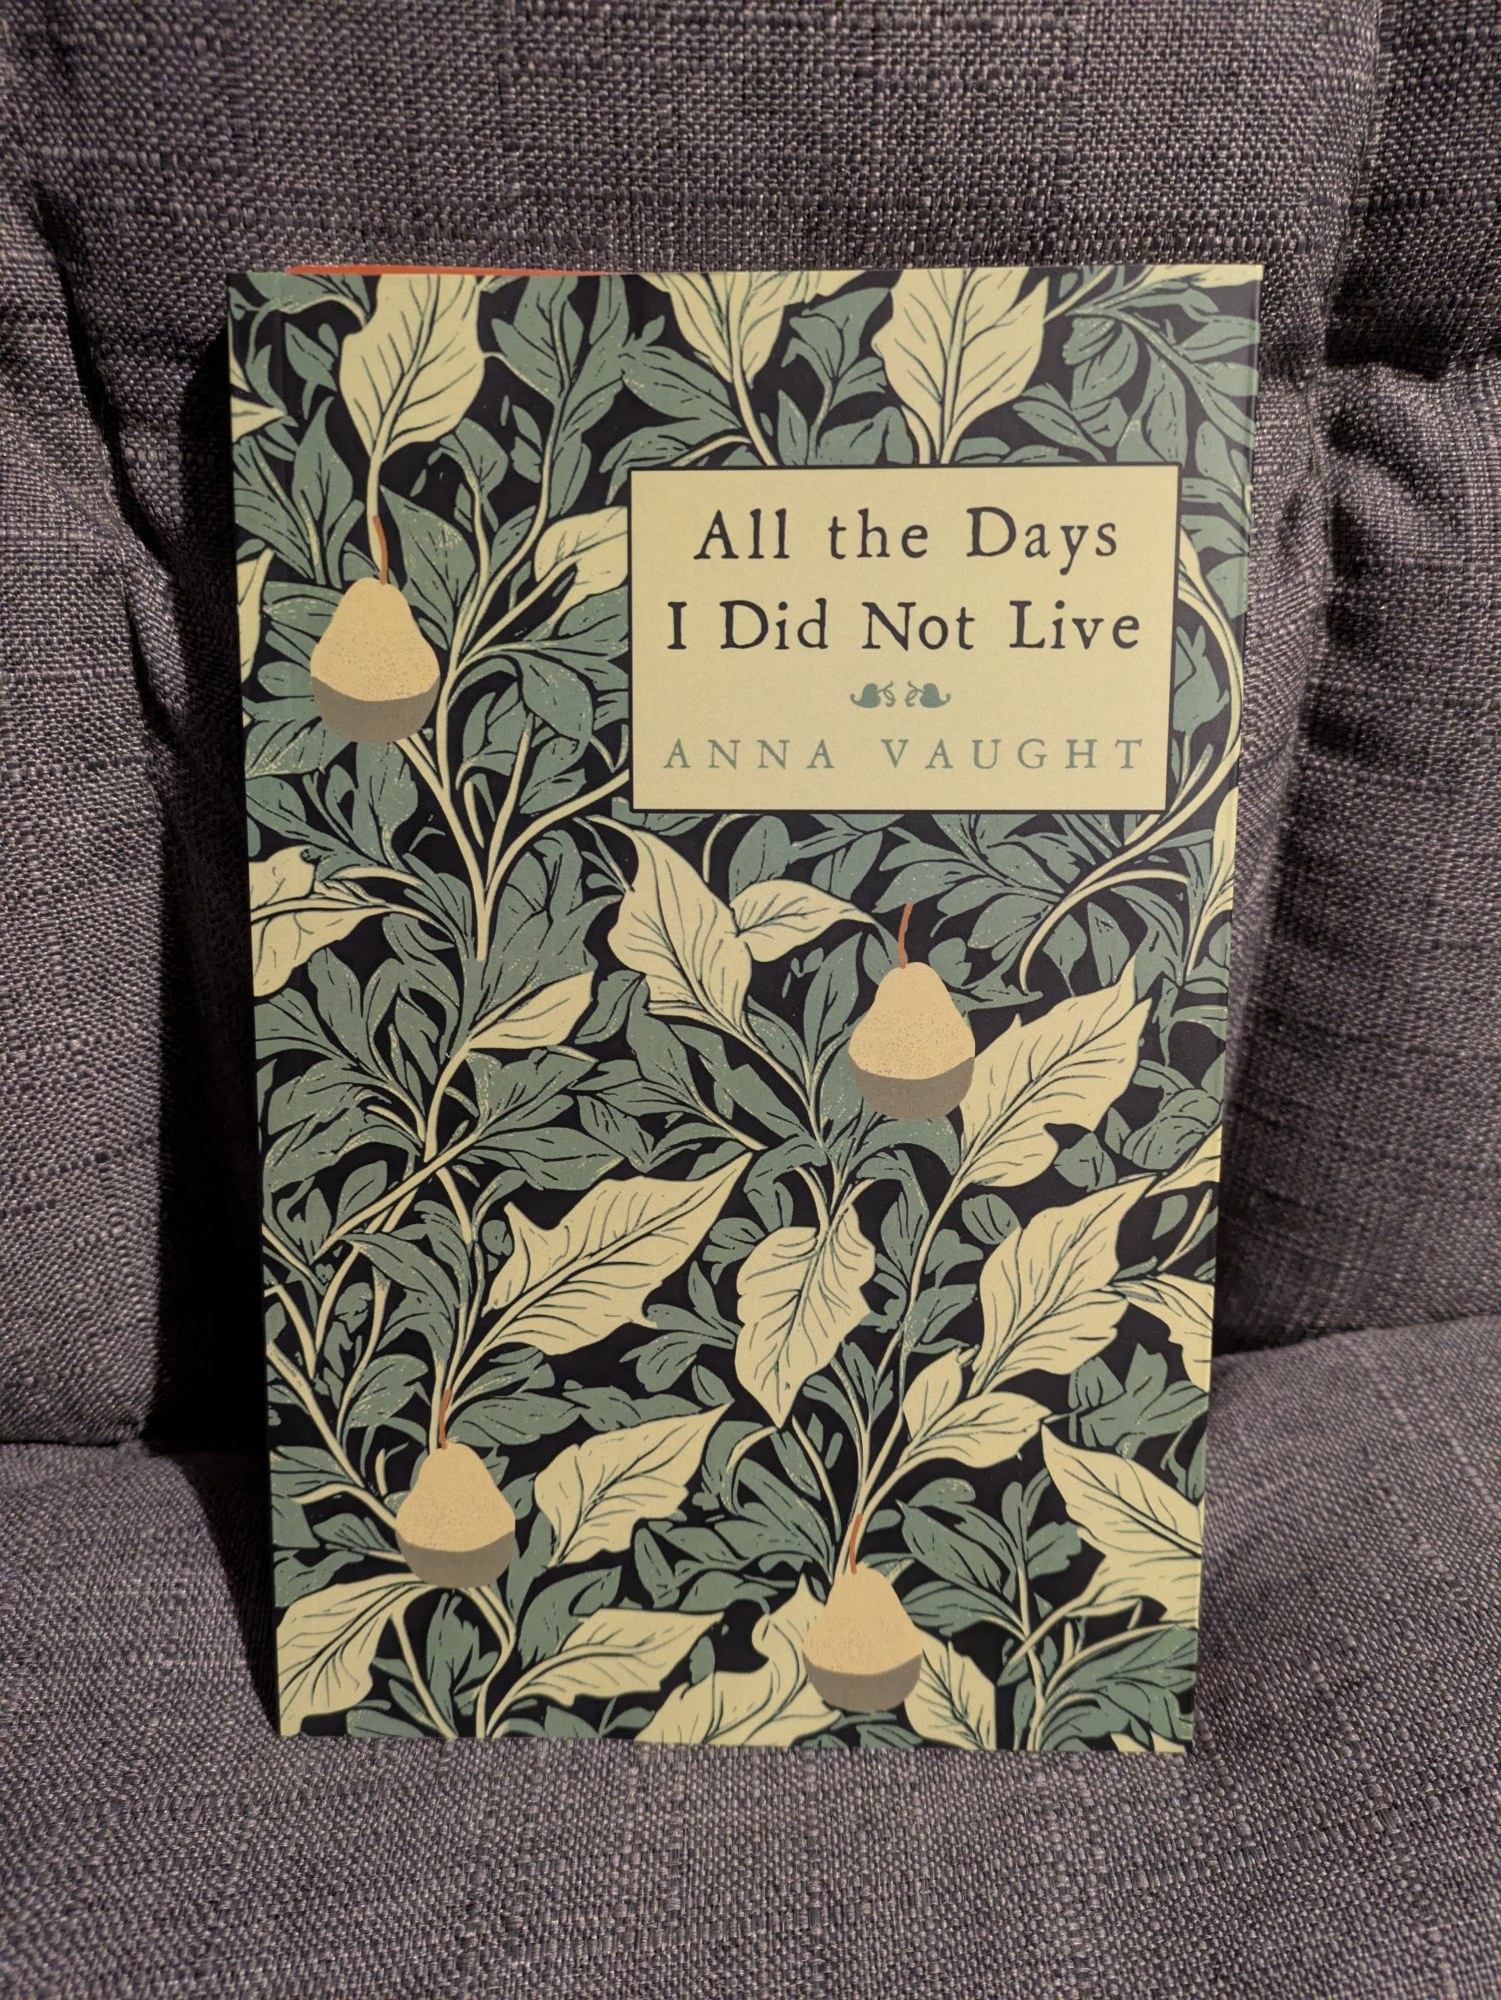 All the Days
I Did Not Live
ANNA VAUGHT